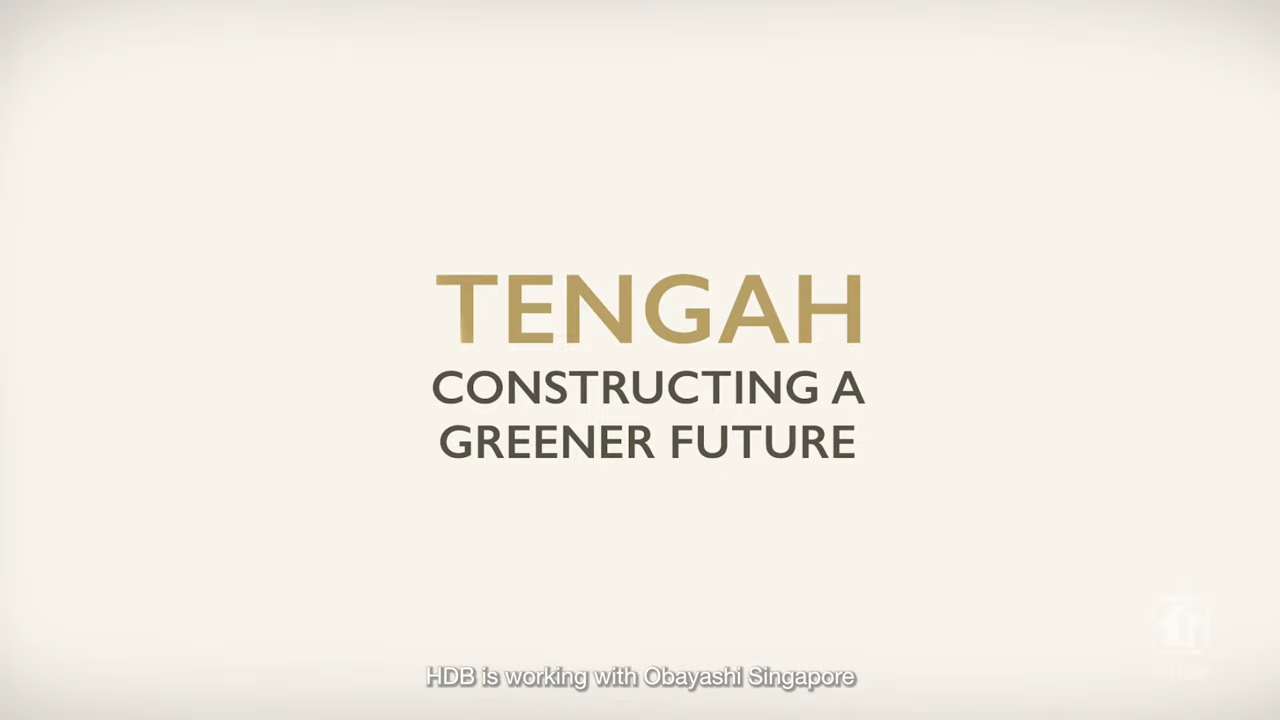 TENGAH
CONSTRUCTING A
GREENER FUTURE
HDB is working with Obayashi Singapore